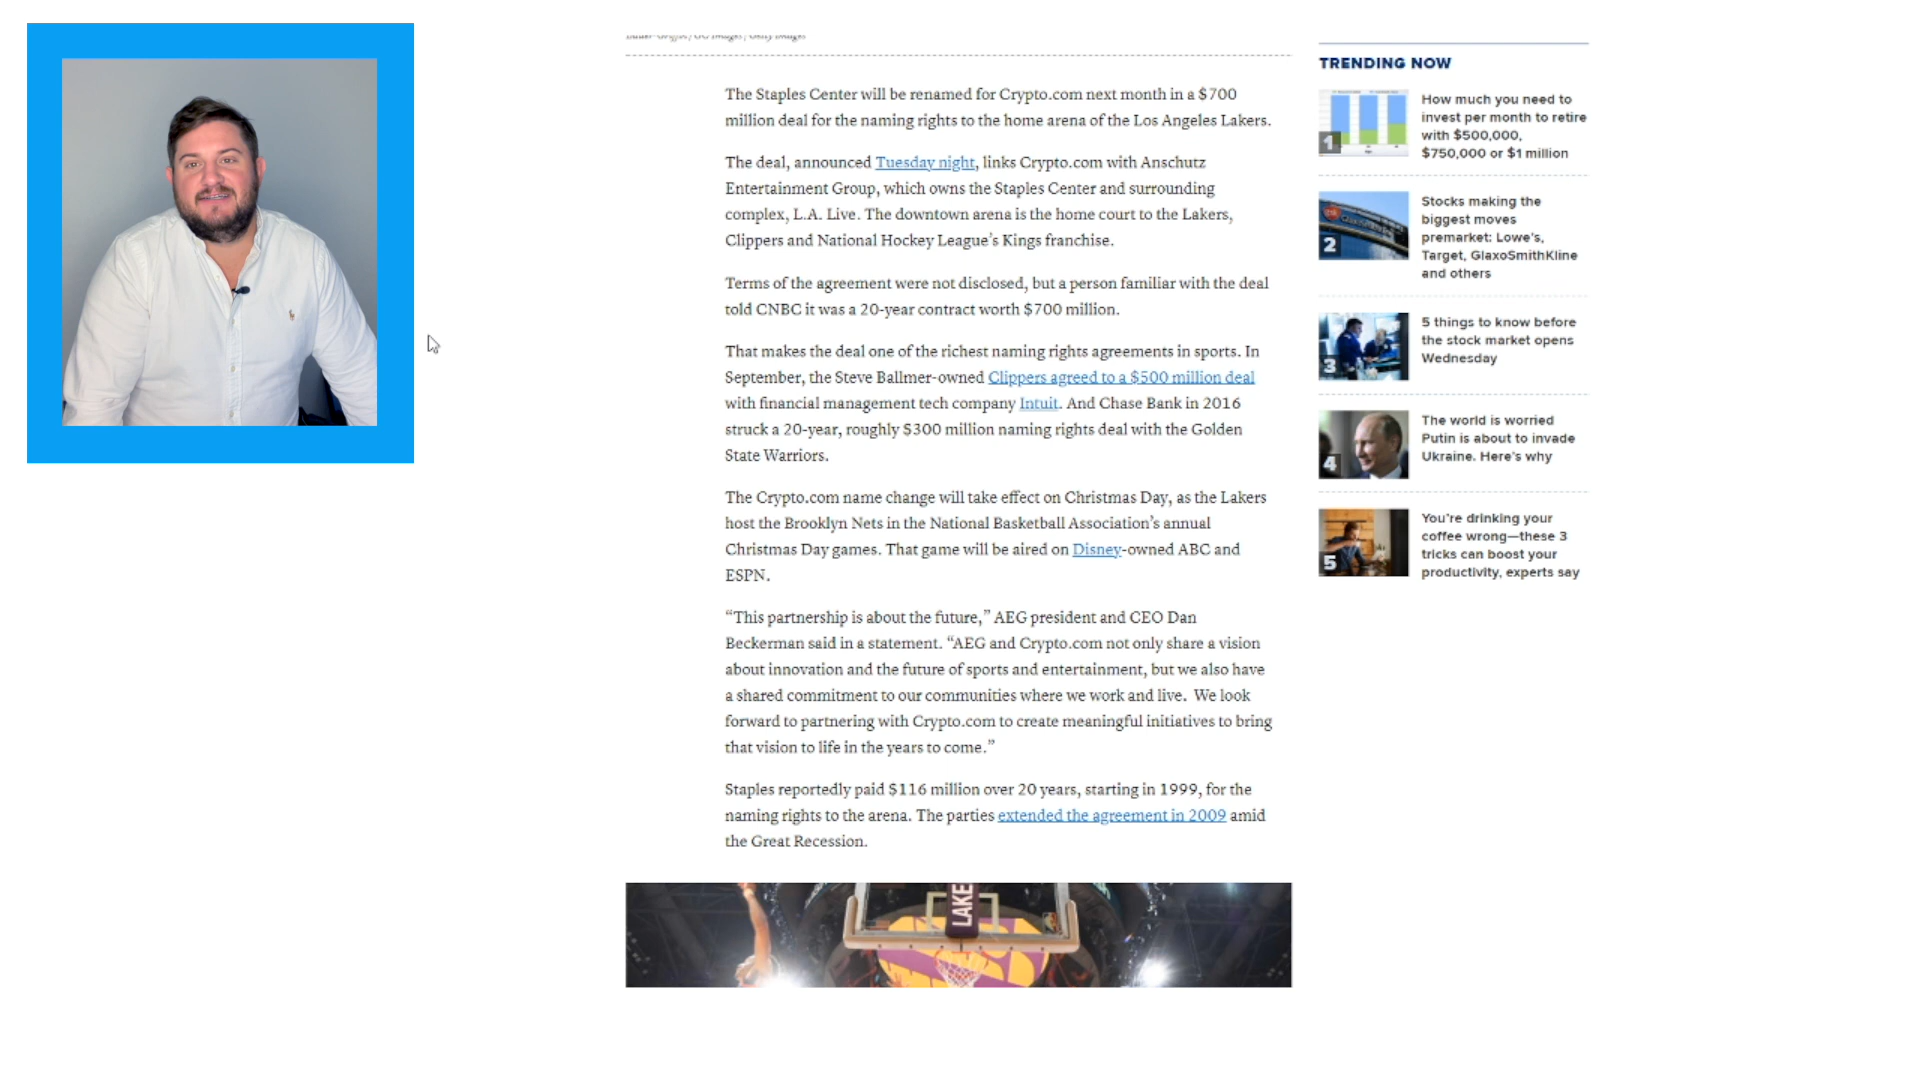 Bauer-Griffin / GC Images | Getty Images
The Staples Center will be renamed for Crypto.com next month in a $700
million deal for the naming rights to the home arena of the Los Angeles Lakers.
The deal, announced Tuesday night, links Crypto.com with Anschutz
Entertainment Group, which owns the Staples Center and surrounding
complex, L.A. Live. The downtown arena is the home court to the Lakers,
Clippers and National Hockey League’s Kings franchise.
Terms of the agreement were not disclosed, but a person familiar with the deal
told CNBC it was a 20-year contract worth $700 million.
That makes the deal one of the richest naming rights agreements in sports. In
September, the Steve Ballmer-owned Clippers agreed to a $500 million deal
with financial management tech company Intuit. And Chase Bank in 2016
struck a 20-year, roughly $300 million naming rights deal with the Golden
State Warriors.
The Crypto.com name change will take effect on Christmas Day, as the Lakers
host the Brooklyn Nets in the National Basketball Association’s annual
Christmas Day games. That game will be aired on Disney-owned ABC and
ESPN.
“This partnership is about the future,” AEG president and CEO Dan
Beckerman said in a statement. “AEG and Crypto.com not only share a vision
about innovation and the future of sports and entertainment, but we also have
a shared commitment to our communities where we work and live. We look
forward to partnering with Crypto.com to create meaningful initiatives to bring
that vision to life in the years to come.”
Staples reportedly paid $116 million over 20 years, starting in 1999, for the
naming rights to the arena. The parties extended the agreement in 2009 amid
the Great Recession.
LAKE
TRENDING NOW
1
How much you need to
invest per month to retire
with $500,000,
$750,000 or $1 million
2
Stocks making the
biggest moves
premarket: Lowe’s,
Target, GlaxoSmithKline
and others
3
5 things to know before
the stock market opens
Wednesday
4
The world is worried
Putin is about to invade
Ukraine. Here’s why
5
You’re drinking your
coffee wrong—these 3
tricks can boost your
productivity, experts say